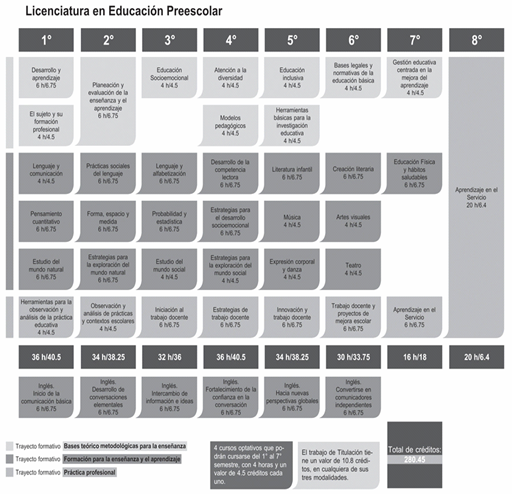 Licenciatura en Educación Preescolar
1° 2° 3° 4° 5° 6° 7° 8°
Desarrollo y
aprendizaje
6 h/6.75
Planeación y
evaluación de la
enseñanza y el
aprendizaje
6 h/6.75
Educación
Socioemocional
4 h/4.5
Atención a la
diversidad
4 h/4.5
Educación
inclusiva
4 h/4.5
Bases legales y
normativas de la
educación básica
4 h/4.5
Gestión educativa
centrada en la
mejora del
aprendizaje
4 h/4.5
Aprendizaje en el
Servicio
20 h/6.4
El sujeto y su
formación
profesional
4 h/4.5
Modelos
pedagógicos
4 h/4.5
Herramientas
básicas para la
investigación
educativa
4 h/4.5
Lenguaje y
comunicación
4 h/4.5
Prácticas sociales
del lenguaje
6 h/6.75
Lenguaje y
alfabetización
6 h/6.75
Desarrollo de la
competencia
lectora
6 h/6.75
Literatura infantil
6 h/6.75
Creación literaria
6 h/6.75
Educación Física
y hábitos
saludables
6 h/6.75
Pensamiento
cuantitativo
6 h/6.75
Forma, espacio y
medida
6 h/6.75
Probabilidad y
estadística
6 h/6.75
Estrategias para
el desarrollo
socioemocional
6 h/6.75
Música
4 h/4.5
Artes visuales
4 h/4.5
Estudio del
mundo natural
6 h/6.75
Estrategias para la
exploración del
mundo natural
6 h/6.75
Estudio del
mundo social
4 h/4.5
Estrategias para la
exploración del
mundo social
4 h/4.5
Expresión corporal
y danza
4 h/4.5
Teatro
4 h/4.5
Herramientas para la
observación y
análisis de la práctica
educativa
4 h/4.5
Observación y
análisis de prácticas
y contextos escolares
4 h/4.5
Iniciación al
trabajo docente
6 h/6.75
Estrategias de
trabajo docente
6 h/6.75
Innovación y
trabajo docente
6 h/6.75
Trabajo docente y
proyectos de
mejora escolar
6 h/6.75
Aprendizaje en el
Servicio
6 h/6.75
36 h/40.5 34 h/38.25 32 h/36 36 h/40.5 34 h/38.25 30 h/33.75 16 h/18 20 h/6.4
Inglés.
Inicio de la
comunicación básica
6 h/6.75
Inglés.
Desarrollo de
conversaciones
elementales
6 h/6.75
Inglés.
Intercambio de
información e ideas
6 h/6.75
Inglés.
Fortalecimiento de la
confianza en la
conversación
6 h/6.75
Inglés.
Hacia nuevas
perspectivas globales
6 h/6.75
Inglés.
Convertirse en
comunicadores
independientes
6 h/6.75
Trayecto formativo Bases teórico metodológicas para la enseñanza
Trayecto formativo Formación para la enseñanza y el aprendizaje
Trayecto formativo Práctica profesional
4 cursos optativos que po-
drán cursarse del 1° al 7°
semestre, con 4 horas y un
valor de 4.5 créditos cada
uno.
El trabajo de Titulación tie-
ne un valor de 10.8 crédi-
tos, en cualquiera de sus
tres modalidades.
Total de créditos:
280.45